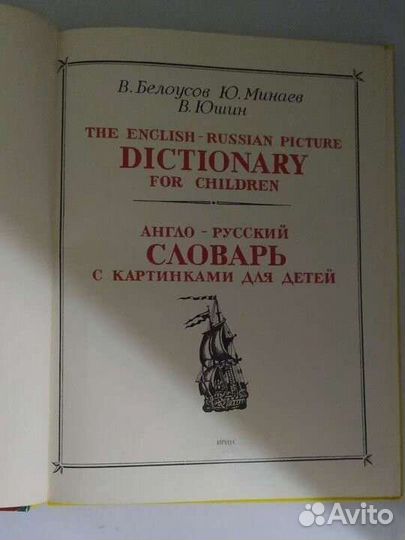 В. Белоусов Ю. Минаев
В. Юшин
THE ENGLISH - RUSSIAN PICTURE
DICTIONARY
FOR CHILDREN
АНГЛО - РУССКИЙ
СЛОВАРЬ
С КАРТИНКАМИ ДЛЯ ДЕТЕЙ
Avito